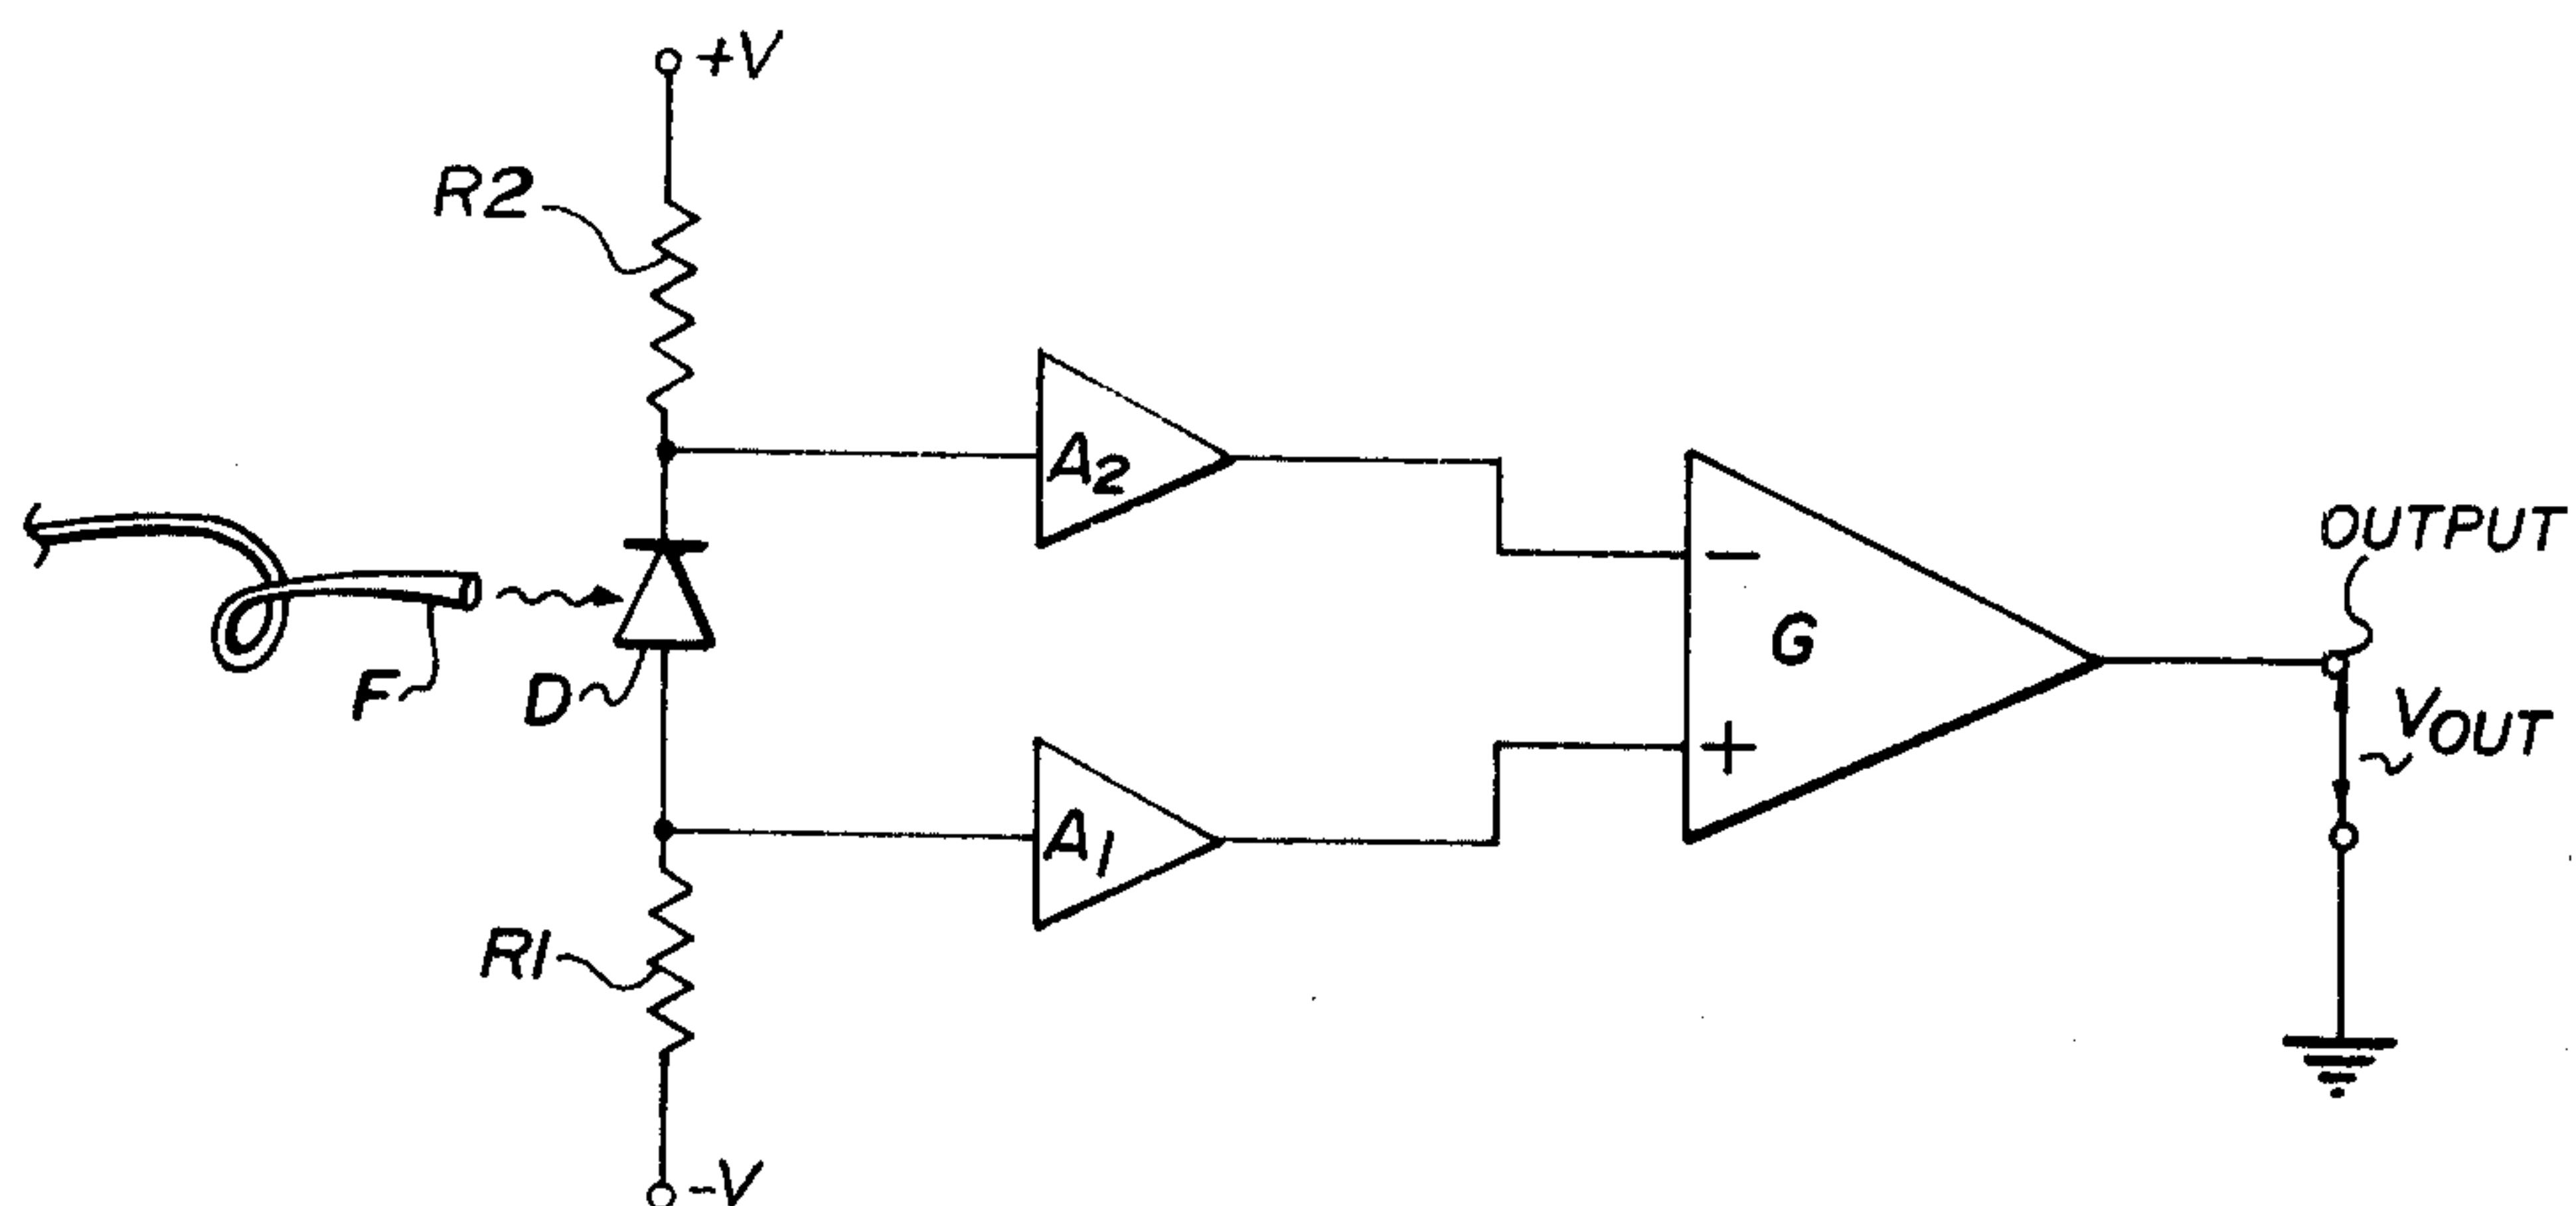 +V
R2
A2
OUTPUT
−
G
F
D
VOUT
+
A1
R1
-V